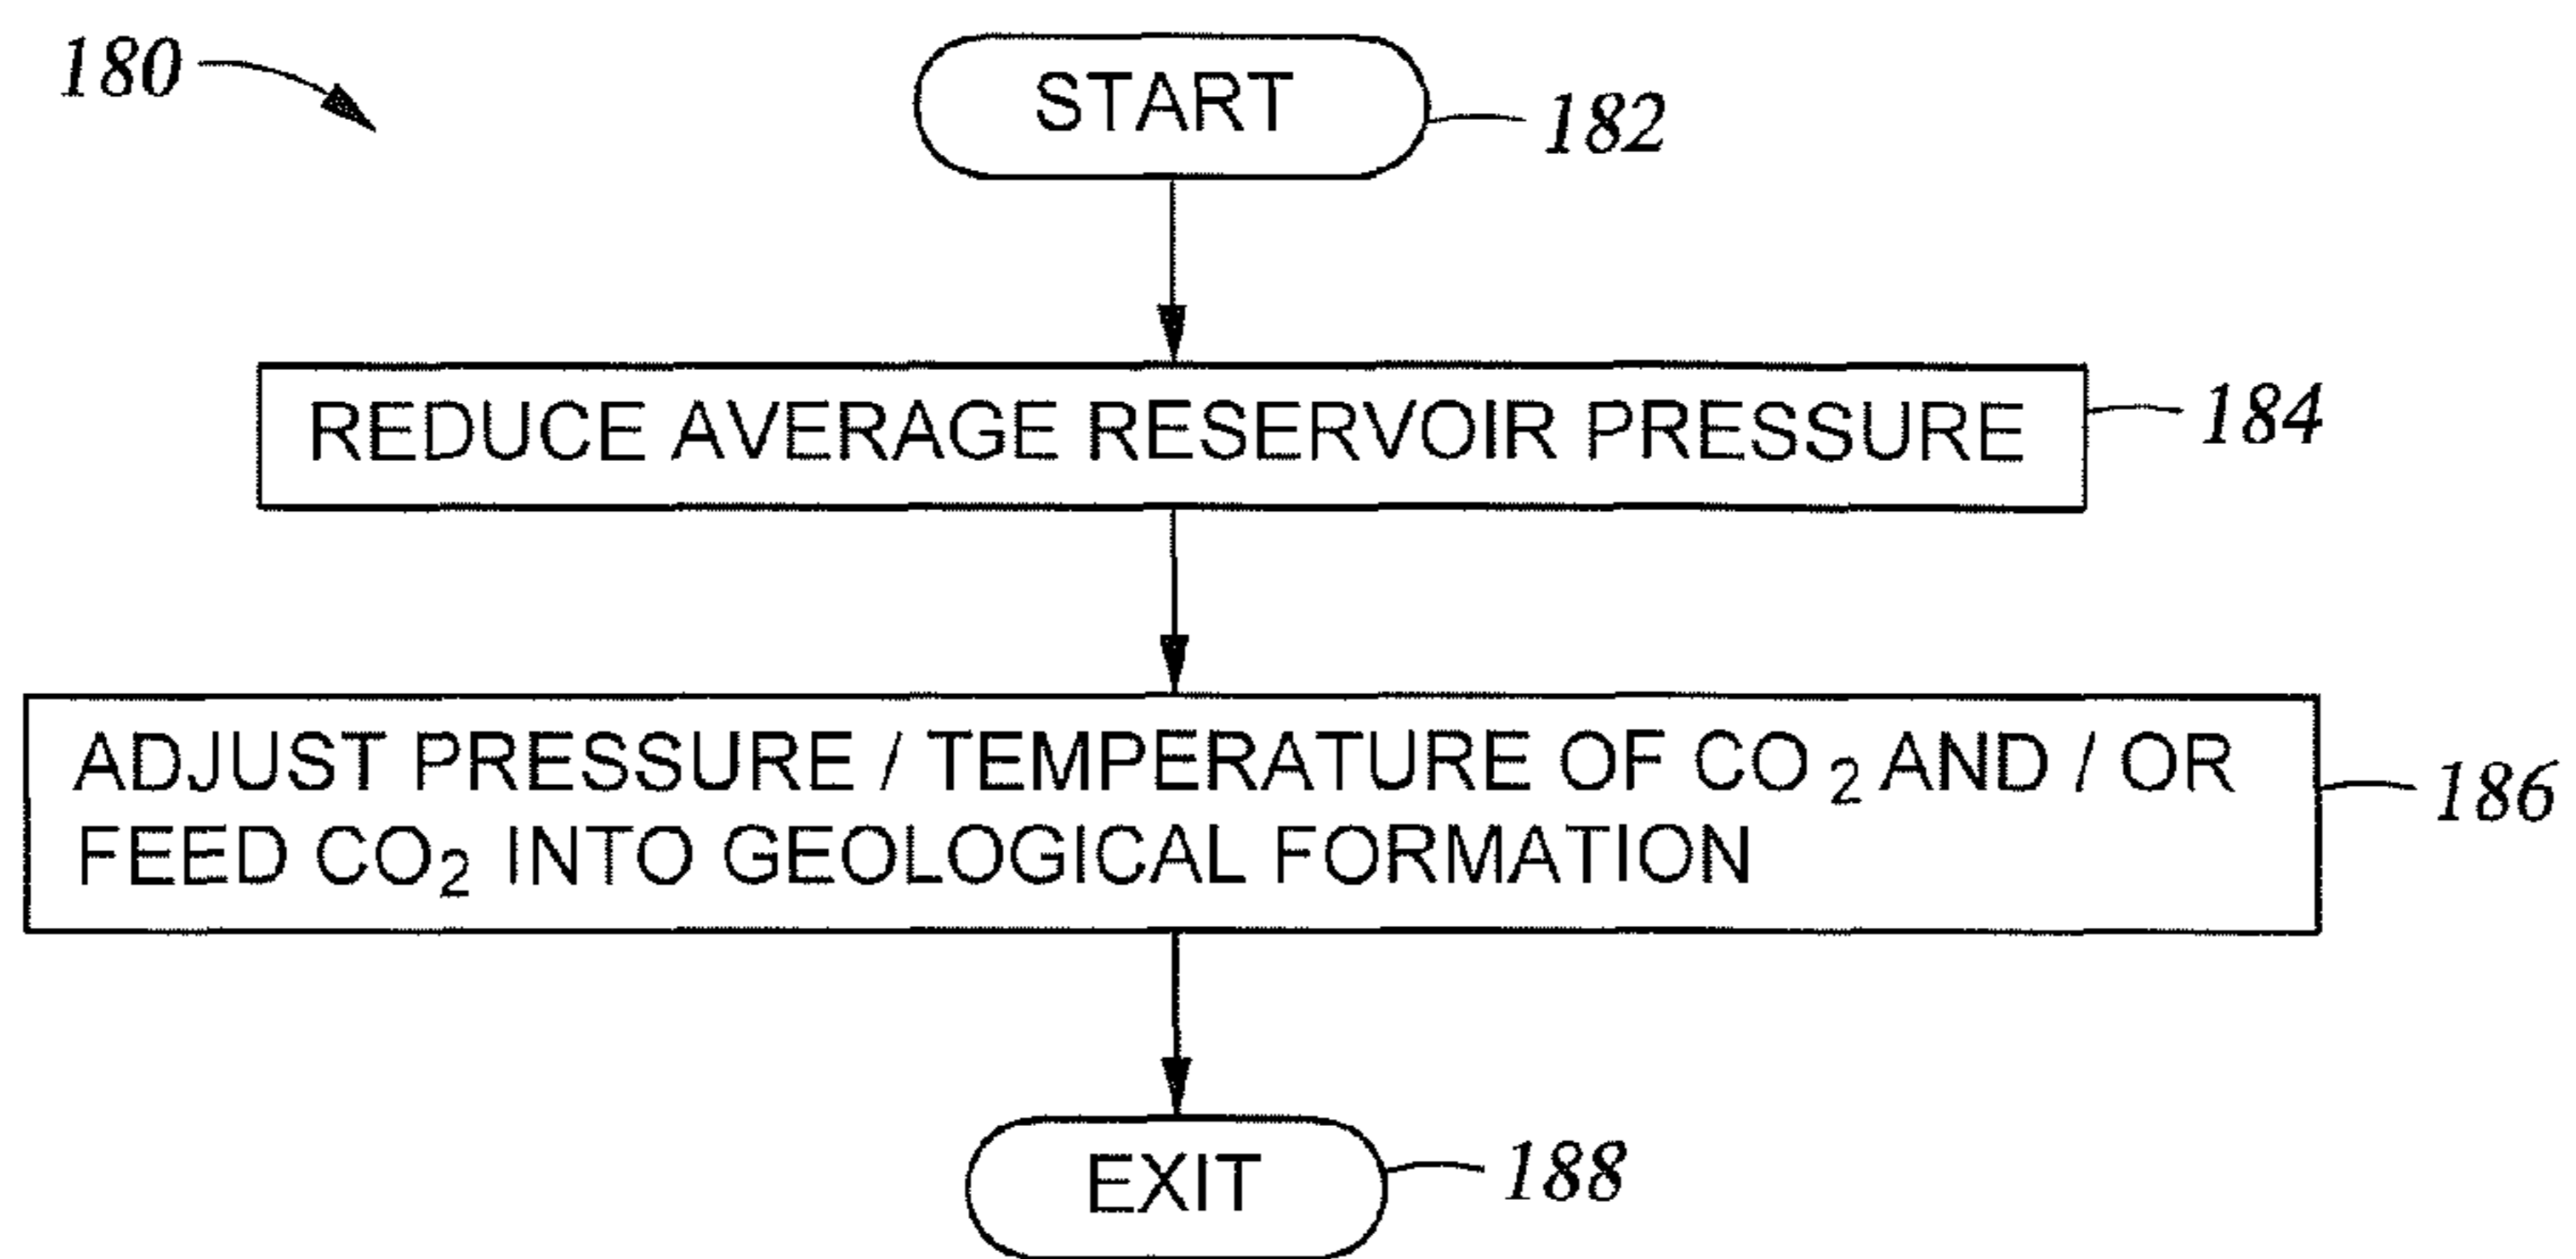 180
START
182
REDUCE AVERAGE RESERVOIR PRESSURE
184
ADJUST PRESSURE / TEMPERATURE OF CO₂ AND / OR
FEED CO₂ INTO GEOLOGICAL FORMATION
186
EXIT
188